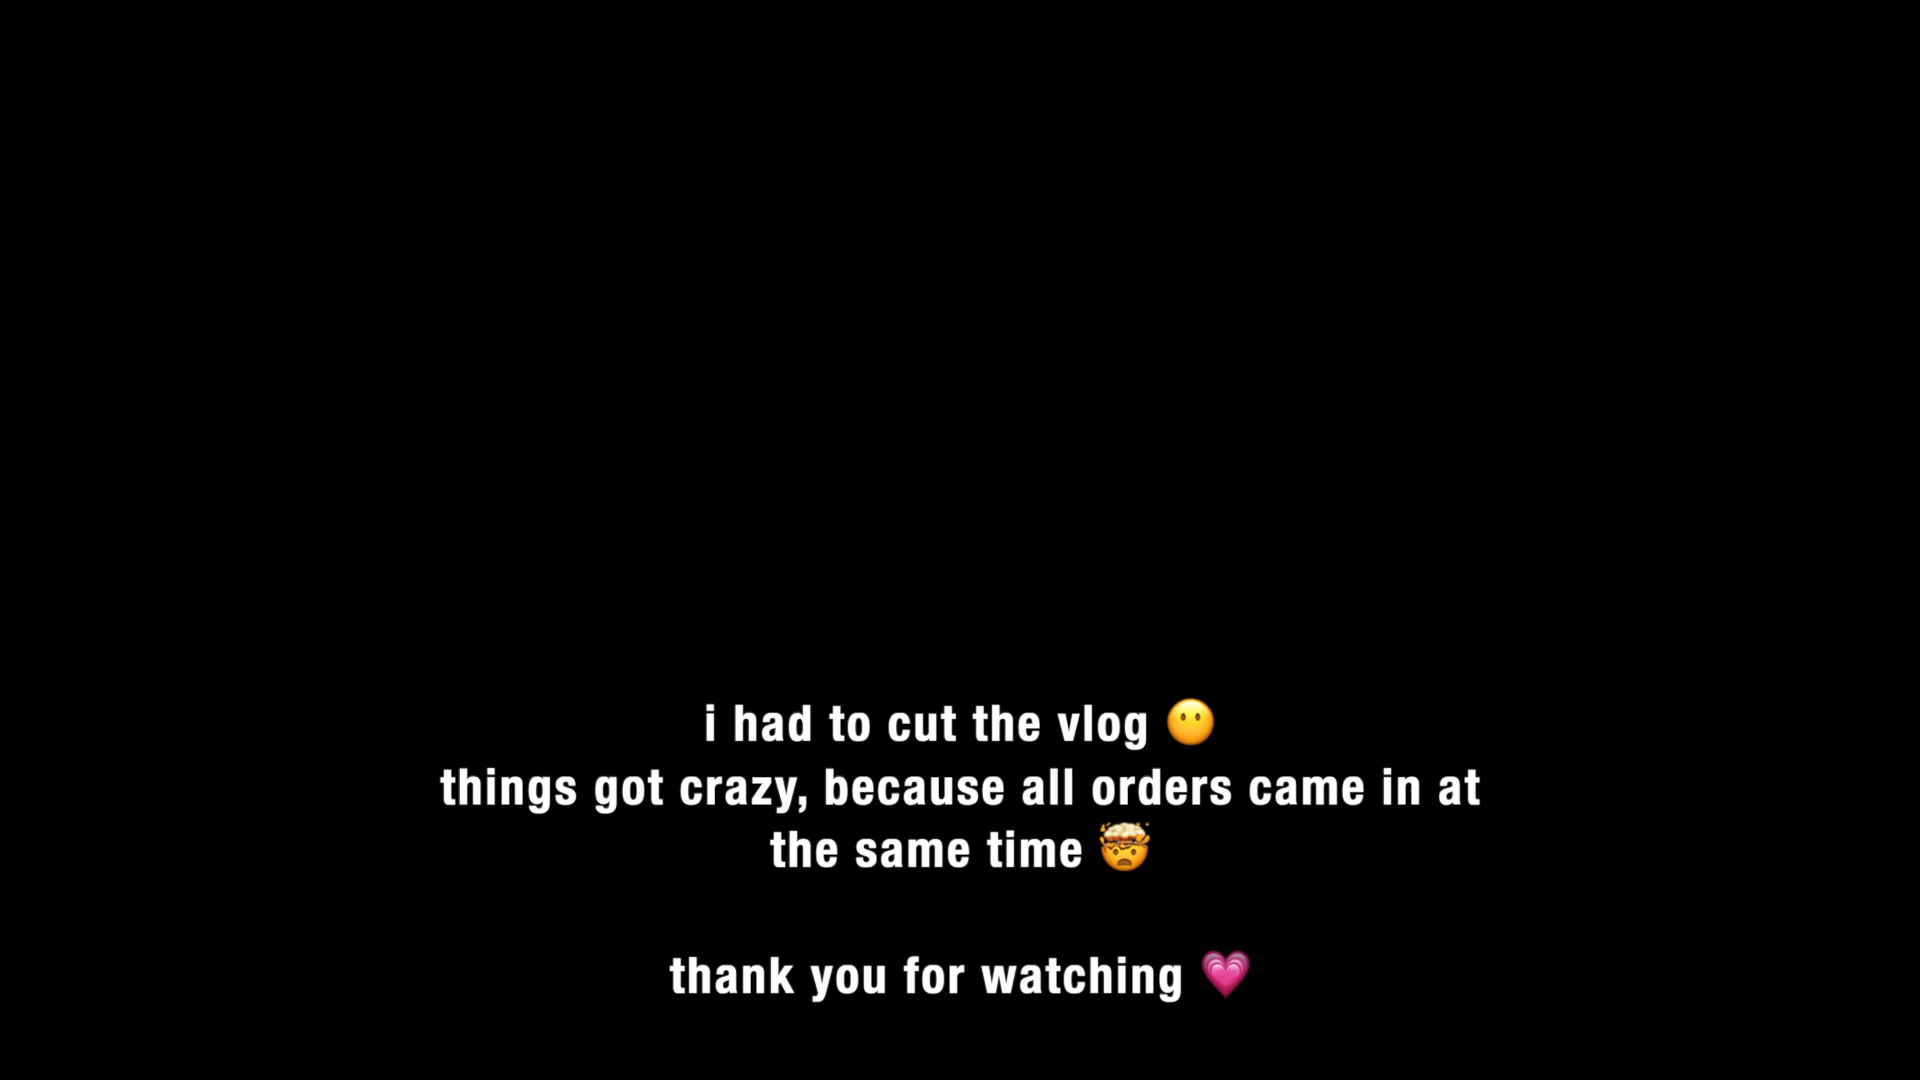 i had to cut the vlog 😶
things got crazy, because all orders came in at
the same time 🤯
thank you for watching 💗